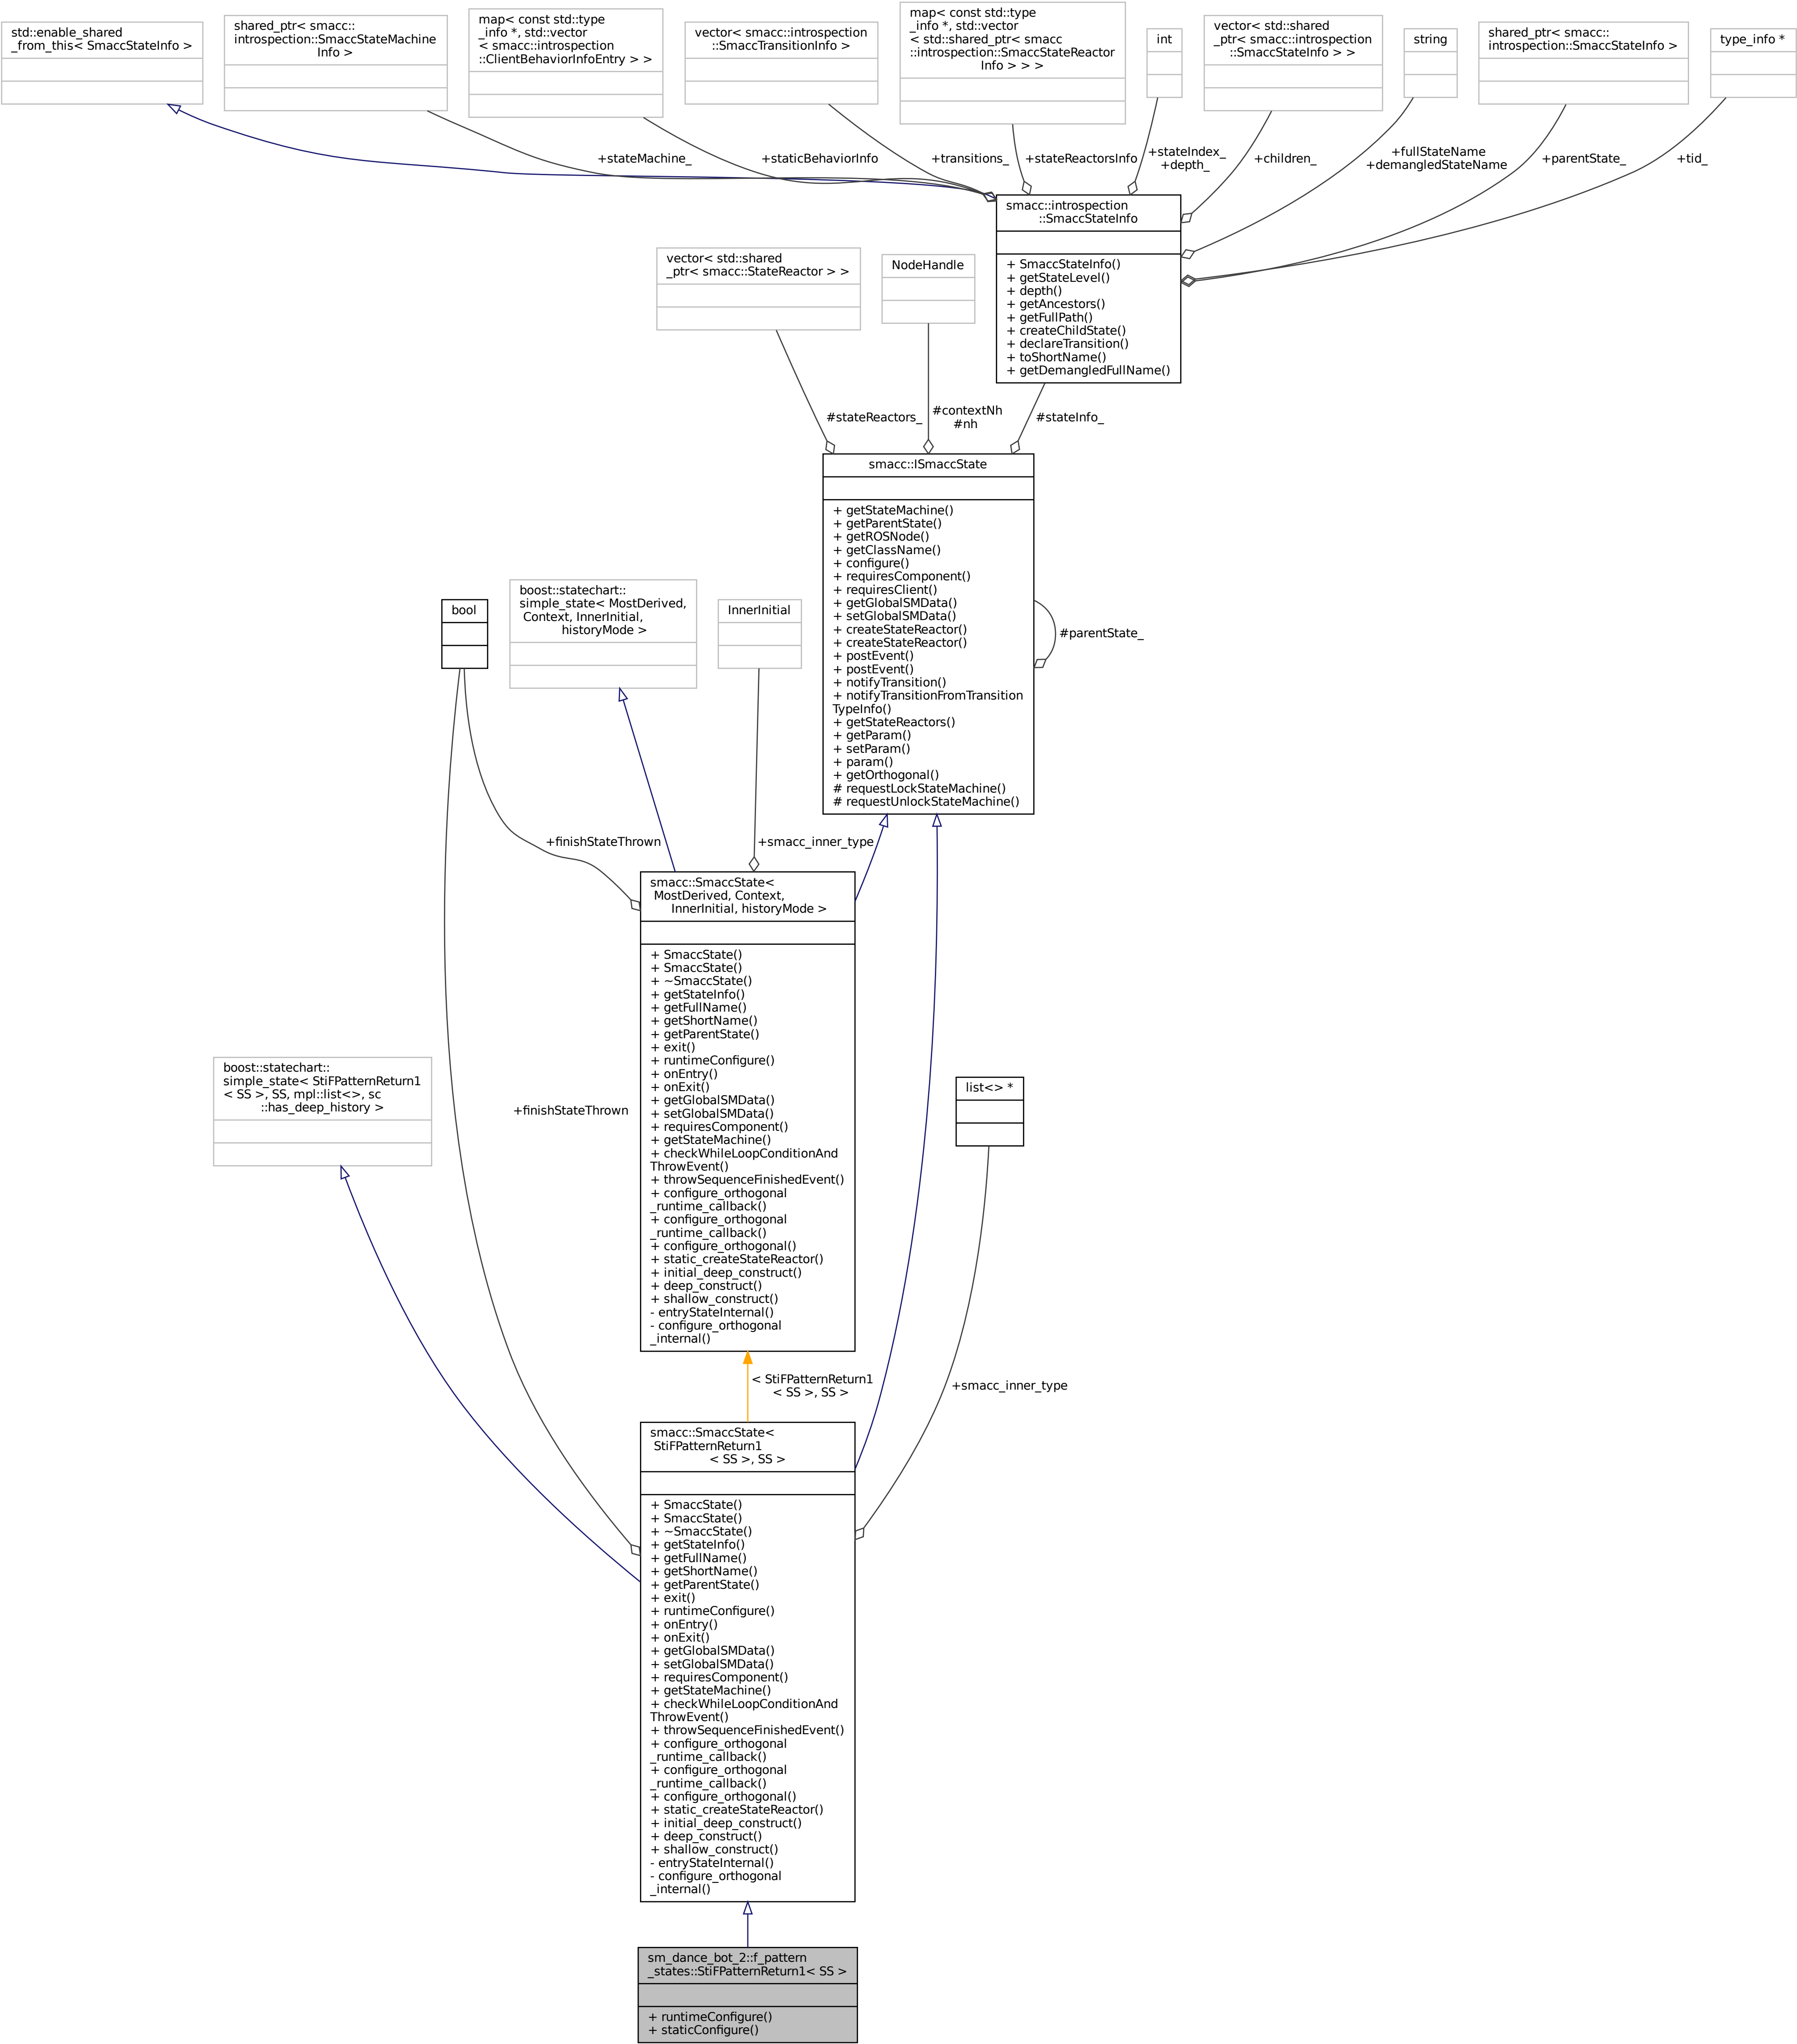 std::enable_shared
_from_this< SmaccStateInfo >
shared_ptr< smacc::
introspection::SmaccStateMachine
Info >
map< const std::type
_info *, std::vector
< smacc::introspection
::ClientBehaviorInfoEntry > >
vector< smacc::introspection
::SmaccTransitionInfo >
map< const std::type
_info *, std::vector
< std::shared_ptr< smacc
::introspection::SmaccStateReactor
Info > > >
int
vector< std::shared
_ptr< smacc::introspection
::SmaccStateInfo > >
string
shared_ptr< smacc::
introspection::SmaccStateInfo >
type_info *
+stateMachine_
+staticBehaviorInfo
+transitions_
+stateReactorsInfo
+stateIndex_
+depth_
+children_
+fullStateName
+demangledStateName
+parentState_
+tid_
smacc::introspection
::SmaccStateInfo
+ SmaccStateInfo()
+ getStateLevel()
+ depth()
+ getAncestors()
+ getFullPath()
+ createChildState()
+ declareTransition()
+ toShortName()
+ getDemangledFullName()
vector< std::shared
_ptr< smacc::StateReactor > >
NodeHandle
#stateReactors_
#contextNh
#nh
#stateInfo_
smacc::ISmaccState
+ getStateMachine()
+ getParentState()
+ getROSNode()
+ getClassName()
+ configure()
+ requiresComponent()
+ requiresClient()
+ getGlobalSMData()
+ setGlobalSMData()
+ createStateReactor()
+ createStateReactor()
+ postEvent()
+ postEvent()
+ notifyTransition()
+ notifyTransitionFromTransition
TypeInfo()
+ getStateReactors()
+ getParam()
+ setParam()
+ param()
+ getOrthogonal()
# requestLockStateMachine()
# requestUnlockStateMachine()
#parentState_
bool
boost::statechart::
simple_state< MostDerived,
Context, InnerInitial,
historyMode >
InnerInitial
+finishStateThrown
+smacc_inner_type
smacc::SmaccState<
MostDerived, Context,
InnerInitial, historyMode >
+ SmaccState()
+ SmaccState()
+ ~SmaccState()
+ getStateInfo()
+ getFullName()
+ getShortName()
+ getParentState()
+ exit()
+ runtimeConfigure()
+ onEntry()
+ onExit()
+ getGlobalSMData()
+ setGlobalSMData()
+ requiresComponent()
+ getStateMachine()
+ checkWhileLoopConditionAnd
ThrowEvent()
+ throwSequenceFinishedEvent()
+ configure_orthogonal
_runtime_callback()
+ configure_orthogonal
_runtime_callback()
+ configure_orthogonal()
+ static_createStateReactor()
+ initial_deep_construct()
+ deep_construct()
+ shallow_construct()
- entryStateInternal()
- configure_orthogonal
_internal()
boost::statechart::
simple_state< StiFPatternReturn1
< SS >, SS, mpl::list<>, sc
::has_deep_history >
+finishStateThrown
list<> *
< StiFPatternReturn1
< SS >, SS >
+smacc_inner_type
smacc::SmaccState<
StiFPatternReturn1
< SS >, SS >
+ SmaccState()
+ SmaccState()
+ ~SmaccState()
+ getStateInfo()
+ getFullName()
+ getShortName()
+ getParentState()
+ exit()
+ runtimeConfigure()
+ onEntry()
+ onExit()
+ getGlobalSMData()
+ setGlobalSMData()
+ requiresComponent()
+ getStateMachine()
+ checkWhileLoopConditionAnd
ThrowEvent()
+ throwSequenceFinishedEvent()
+ configure_orthogonal
_runtime_callback()
+ configure_orthogonal
_runtime_callback()
+ configure_orthogonal()
+ static_createStateReactor()
+ initial_deep_construct()
+ deep_construct()
+ shallow_construct()
- entryStateInternal()
- configure_orthogonal
_internal()
sm_dance_bot_2::f_pattern
_states::StiFPatternReturn1< SS >
+ runtimeConfigure()
+ staticConfigure()